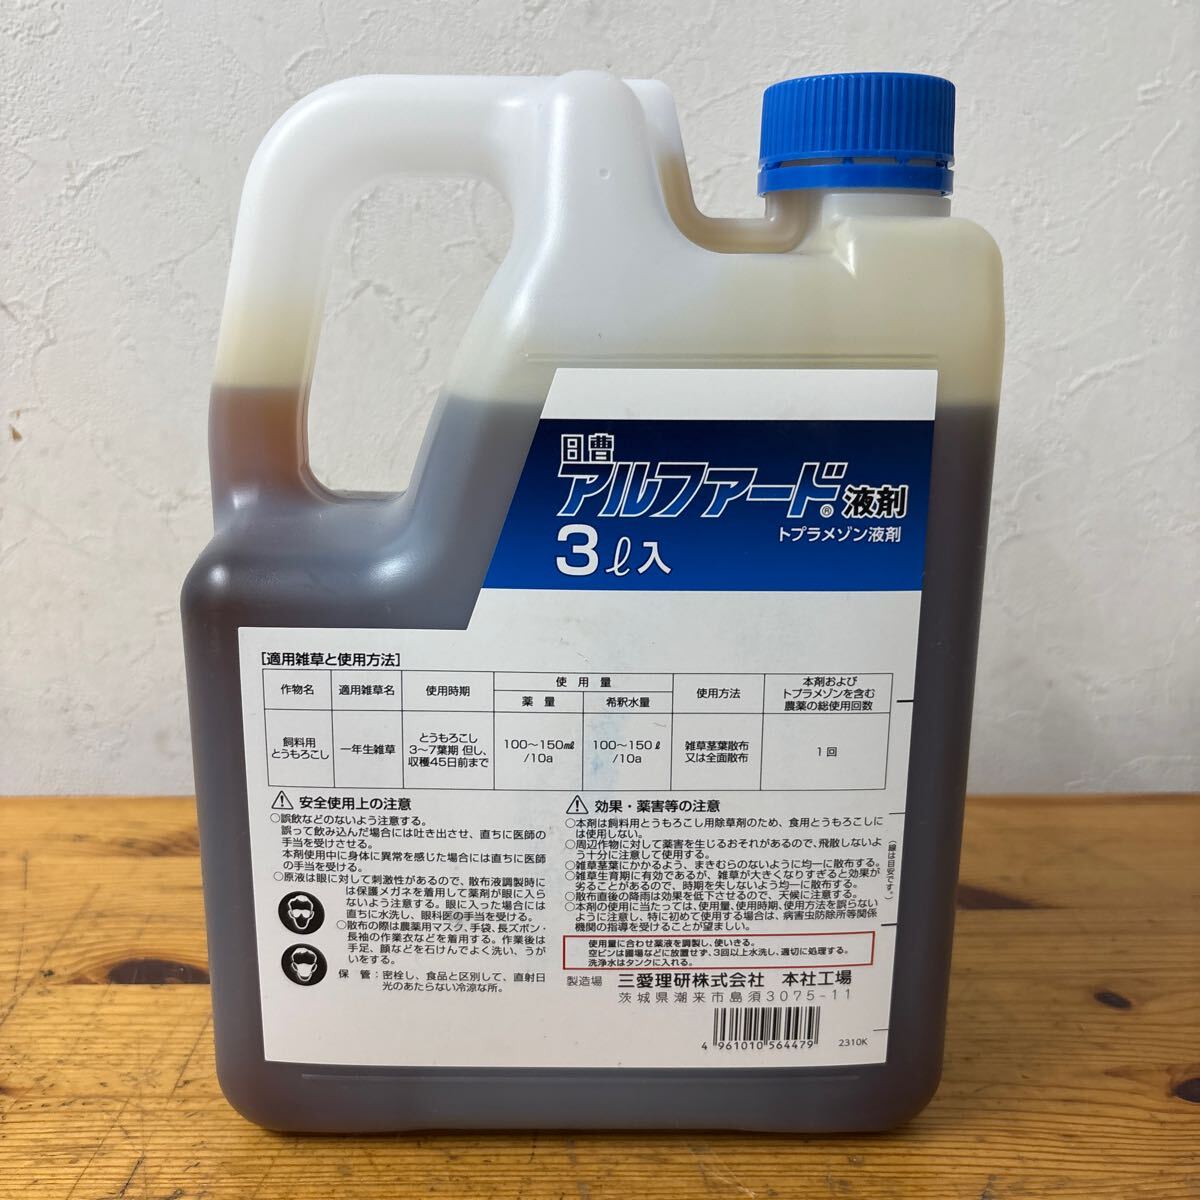 日曹
アルファード®液剤
トプラメゾン液剤
3ℓ入
[適用雑草と使用方法]
作物名 適用雑草名 使用時期 使用量 使用方法 本剤および
トプラメゾンを含む
農薬の総使用回数
薬量 希釈水量
飼料用
とうもろこし
一年生雑草
とうもろこし
3〜7葉期 但し、
収穫45日前まで
100〜150㎖
/10a
100〜150ℓ
/10a
雑草茎葉散布
又は全面散布
1回
⚠ 安全使用上の注意
○誤飲などのないよう注意する。
誤って飲み込んだ場合には吐き出させ、直ちに医師の
手当を受けさせる。
本剤使用中に身体に異常を感じた場合には直ちに医師
の手当を受ける。
○原液は眼に対して刺激性があるので、散布液調製時に
は保護メガネを着用して薬剤が眼に入ら
ないよう注意する。眼に入った場合には
直ちに水洗し、眼科医の手当を受ける。
○散布の際は農薬用マスク、手袋、長ズボン・
長袖の作業衣などを着用する。作業後は
手足、顔などを石けんでよく洗い、うが
いをする。
保　管：密栓し、食品と区別して、直射日
光のあたらない冷涼な所。
⚠ 効果・薬害等の注意
○本剤は飼料用とうもろこし用除草剤のため、食用とうもろこしに
は使用しない。
○周辺作物に対して薬害を生じるおそれがあるので、飛散しないよ
う十分に注意して使用する。
○雑草茎葉にかかるよう、まきむらのないように均一に散布する。
○雑草生育期に有効であるが、雑草が大きくなりすぎると効果が
劣ることがあるので、時期を失しないよう均一に散布する。
○散布直後の降雨は効果を低下させるので、天候に注意する。
○本剤の使用に当たっては、使用量、使用時期、使用方法を誤らない
ように注意し、特に初めて使用する場合は、病害虫防除所等関係
機関の指導を受けることが望ましい。
(線は目安です。)
使用量に合わせ薬液を調製し、使いきる。
空ビンは圃場などに放置せず、3回以上水洗し、適切に処理する。
洗浄水はタンクに入れる。
製造場　三愛理研株式会社　本社工場
茨城県潮来市島須3075-11
4 961010 564479
2310K